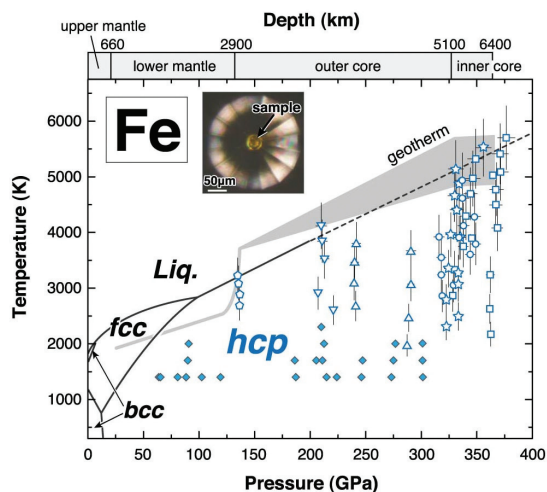 Depth (km)
660 2900 5100 6400
upper mantle
lower mantle outer core inner core
Fe
sample
50μm
geotherm
Liq.
fcc
hcp
bcc
Temperature (K)
6000
5000
4000
3000
2000
1000
0 50 100 150 200 250 300 350 400
Pressure (GPa)